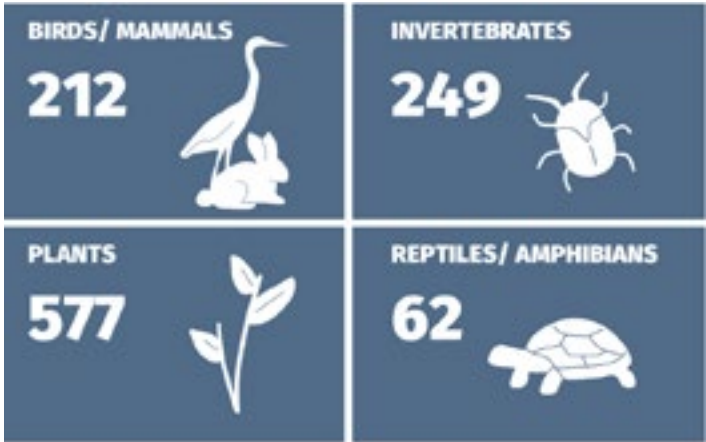 BIRDS/ MAMMALS
212
INVERTEBRATES
249
PLANTS
577
REPTILES/ AMPHIBIANS
62